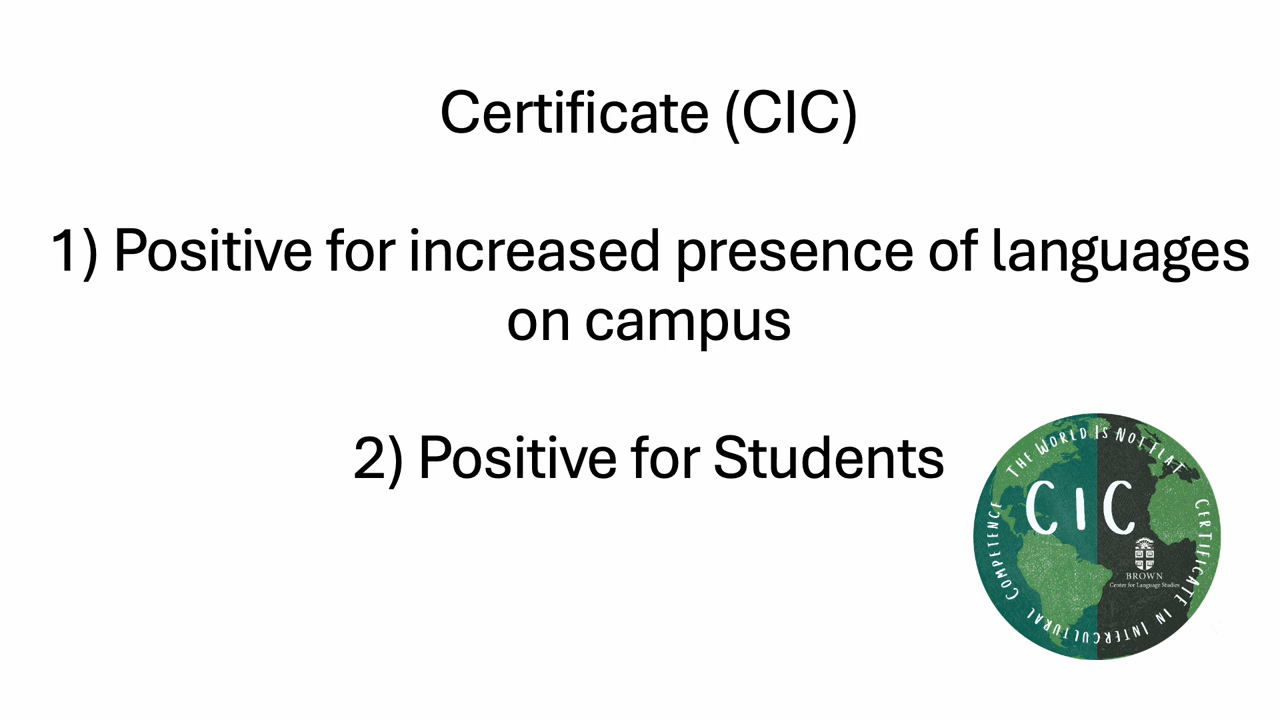 Certificate (CIC)
1) Positive for increased presence of languages
on campus
2) Positive for Students
THE WORLD IS NOT FLAT
CIC
BROWN
Center for Language Studies
CERTIFICATE IN INTERCULTURAL COMPETENCE